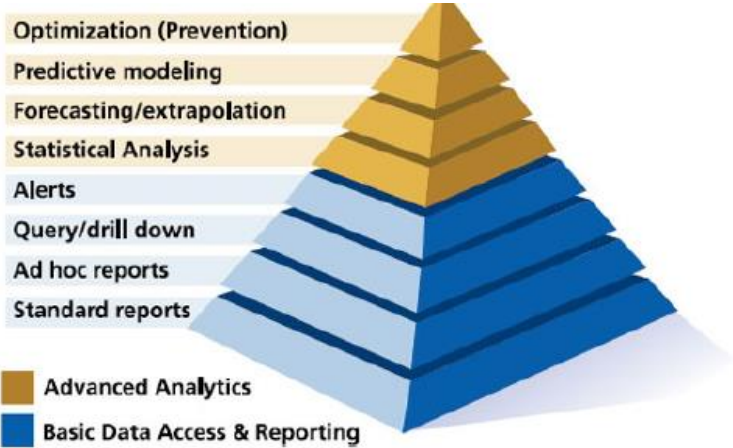 Optimization (Prevention)
Predictive modeling
Forecasting/extrapolation
Statistical Analysis
Alerts
Query/drill down
Ad hoc reports
Standard reports
Advanced Analytics
Basic Data Access & Reporting